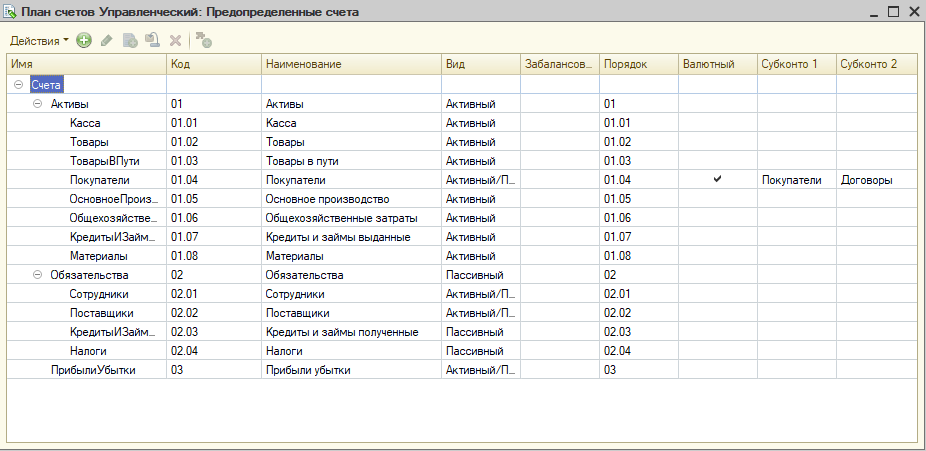 План счетов Управленческий: Предопределенные счета
Действия
Имя Код Наименование Вид Забалансов... Порядок Валютный Субконто 1 Субконто 2
Счета
Активы 01 Активы Активный 01
Касса 01.01 Касса Активный 01.01
Товары 01.02 Товары Активный 01.02
ТоварыВПути 01.03 Товары в пути Активный 01.03
Покупатели 01.04 Покупатели Активный/П... 01.04 Покупатели Договоры
ОсновноеПроиз... 01.05 Основное производство Активный 01.05
Общехозяйстве... 01.06 Общехозяйственные затраты Активный 01.06
КредитыИЗайм... 01.07 Кредиты и займы выданные Активный 01.07
Материалы 01.08 Материалы Активный 01.08
Обязательства 02 Обязательства Пассивный 02
Сотрудники 02.01 Сотрудники Активный/П... 02.01
Поставщики 02.02 Поставщики Активный/П... 02.02
КредитыИЗайм... 02.03 Кредиты и займы полученные Пассивный 02.03
Налоги 02.04 Налоги Пассивный 02.04
ПрибылиУбытки 03 Прибыли убытки Активный/П... 03